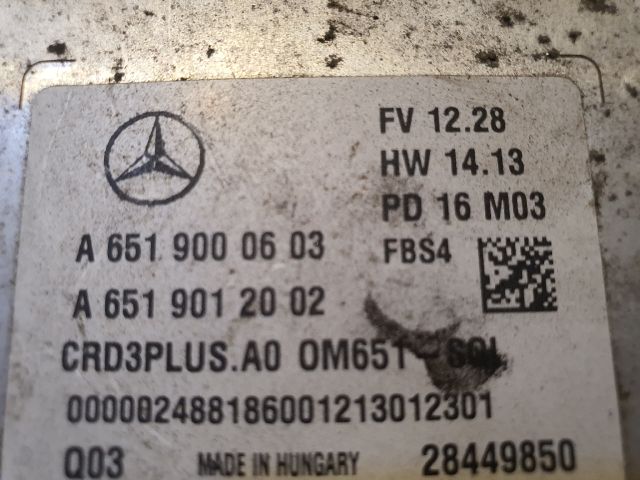 FV 12.28
HW 14.13
PD 16 M03
A 651 900 06 03
FBS4
A 651 901 20 02
CRD3PLUS.A0 OM651
000002488186001213012301
Q03 MADE IN HUNGARY 28449850